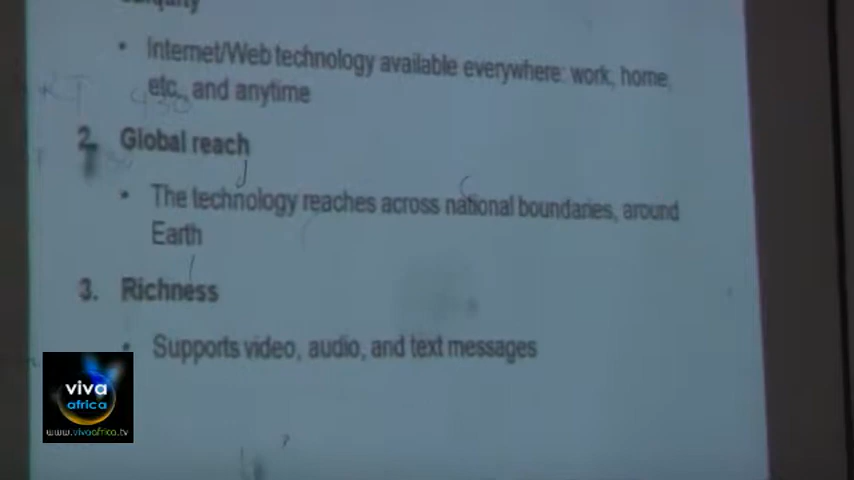 • Internet/Web technology available everywhere: work, home,
etc., and anytime
2. Global reach
• The technology reaches across national boundaries, around
Earth
3. Richness
• Supports video, audio, and text messages
viva
africa
www.vivaafrica.tv